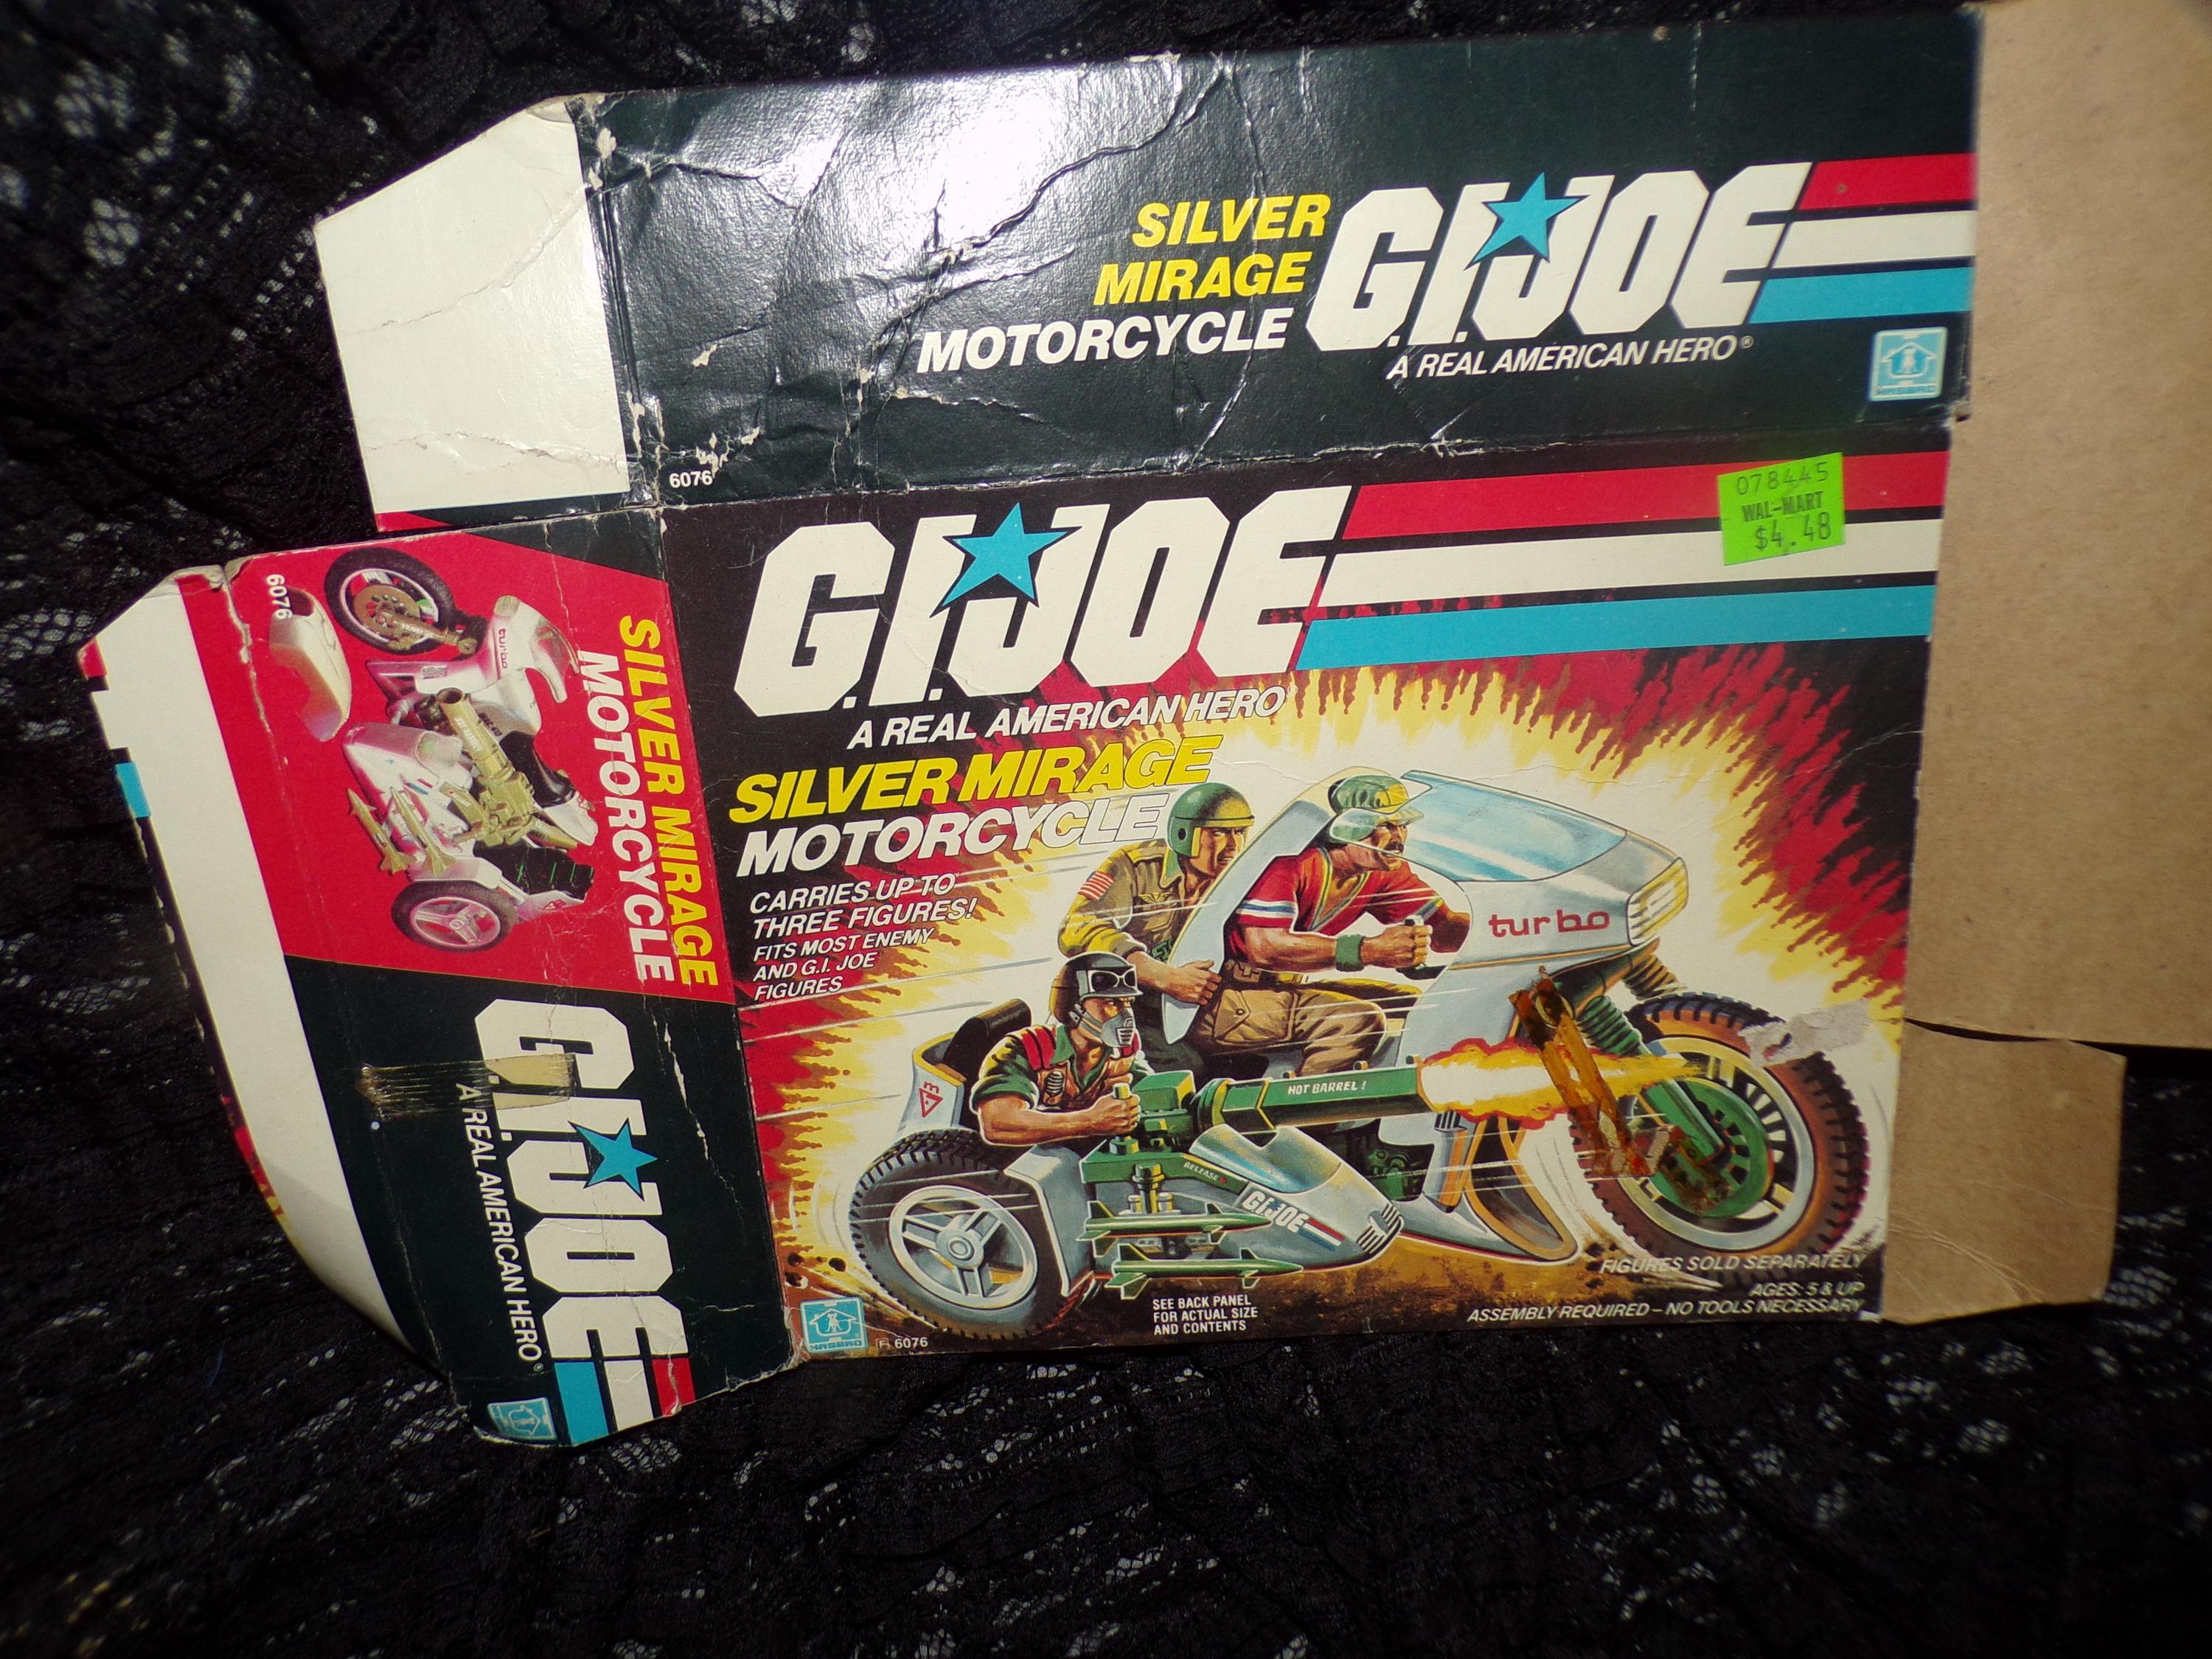 SILVER
MIRAGE
MOTORCYCLE
G.I. JOE
A REAL AMERICAN HERO®
HASBRO
6076
078445
WAL-MART
$4.48
G.I. JOE
A REAL AMERICAN HERO
SILVER MIRAGE
MOTORCYCLE
CARRIES UP TO
THREE FIGURES!
FITS MOST ENEMY
AND G.I. JOE
FIGURES
turbo
HOT BARREL!
RELEASE
G.I. JOE
FIGURES SOLD SEPARATELY
AGES: 5 & UP
ASSEMBLY REQUIRED – NO TOOLS NECESSARY
SEE BACK PANEL
FOR ACTUAL SIZE
AND CONTENTS
HASBRO
6076
6076
SILVER MIRAGE
MOTORCYCLE
turbo
G.I. JOE
A REAL AMERICAN HERO®